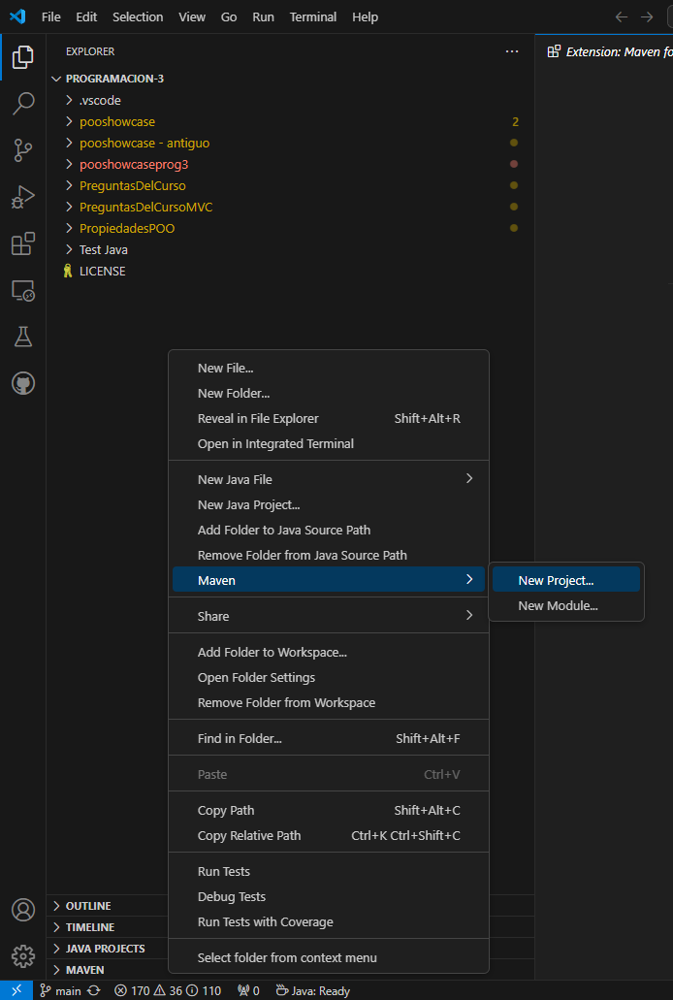 File Edit Selection View Go Run Terminal Help
EXPLORER ...
Extension: Maven fo
PROGRAMACION-3
.vscode
pooshowcase 2
pooshowcase - antiguo
pooshowcaseprog3
PreguntasDelCurso
PreguntasDelCursoMVC
PropiedadesPOO
Test Java
LICENSE
New File...
New Folder...
Reveal in File Explorer Shift+Alt+R
Open in Integrated Terminal
New Java File
New Java Project...
Add Folder to Java Source Path
Remove Folder from Java Source Path
Maven
New Project...
New Module...
Share
Add Folder to Workspace...
Open Folder Settings
Remove Folder from Workspace
Find in Folder... Shift+Alt+F
Paste Ctrl+V
Copy Path Shift+Alt+C
Copy Relative Path Ctrl+K Ctrl+Shift+C
Run Tests
Debug Tests
Run Tests with Coverage
Select folder from context menu
OUTLINE
TIMELINE
JAVA PROJECTS
MAVEN
main 170 36 110 0 Java: Ready